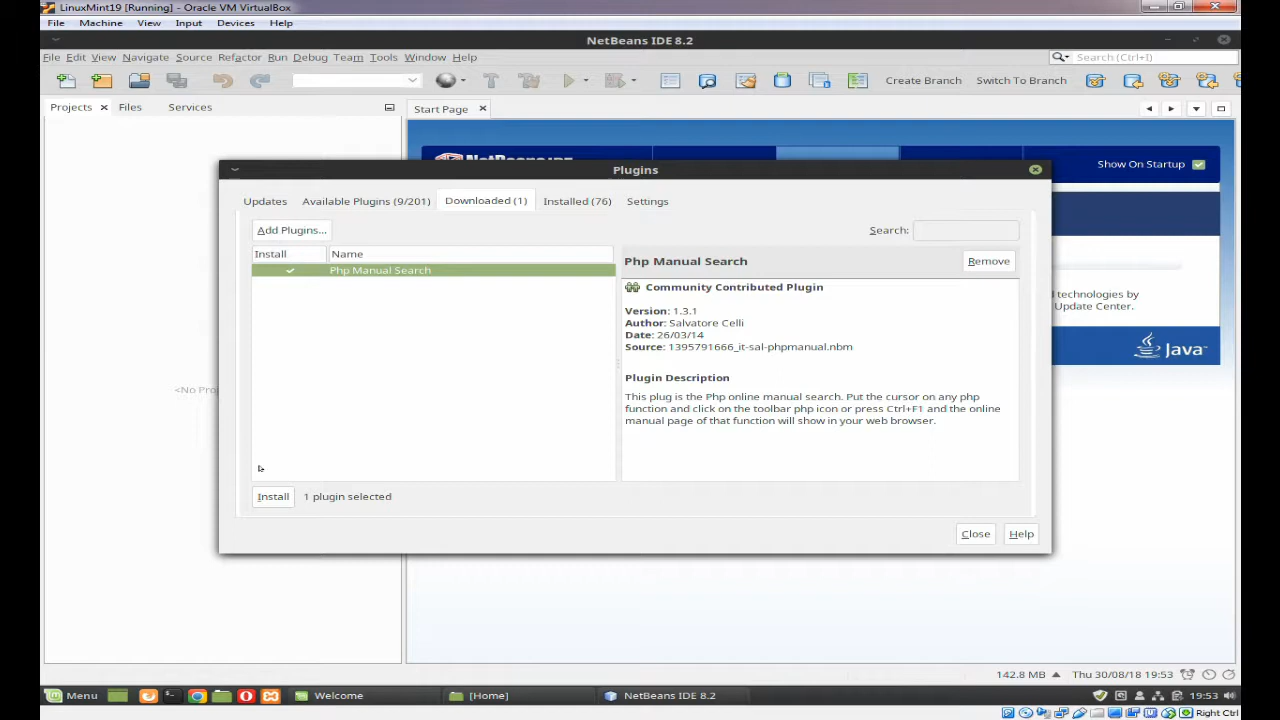 LinuxMint19 [Running] - Oracle VM VirtualBox
File Machine View Input Devices Help
NetBeans IDE 8.2
File Edit View Navigate Source Refactor Run Debug Team Tools Window Help
Search (Ctrl+I)
Create Branch Switch To Branch
Projects Files Services
Start Page
Show On Startup
Plugins
Updates Available Plugins (9/201) Downloaded (1) Installed (76) Settings
Add Plugins...
Search:
Install Name
Php Manual Search
Php Manual Search
Remove
Community Contributed Plugin
Version: 1.3.1
Author: Salvatore Celli
Date: 26/03/14
Source: 1395791666_it-sal-phpmanual.nbm
Plugin Description
This plug is the Php online manual search. Put the cursor on any php
function and click on the toolbar php icon or press Ctrl+F1 and the online
manual page of that function will show in your web browser.
d technologies by
Update Center.
Java
<No Pro
Install 1 plugin selected
Close Help
142.8 MB Thu 30/08/18 19:53
Menu Welcome [Home] NetBeans IDE 8.2 19:53
Right Ctrl